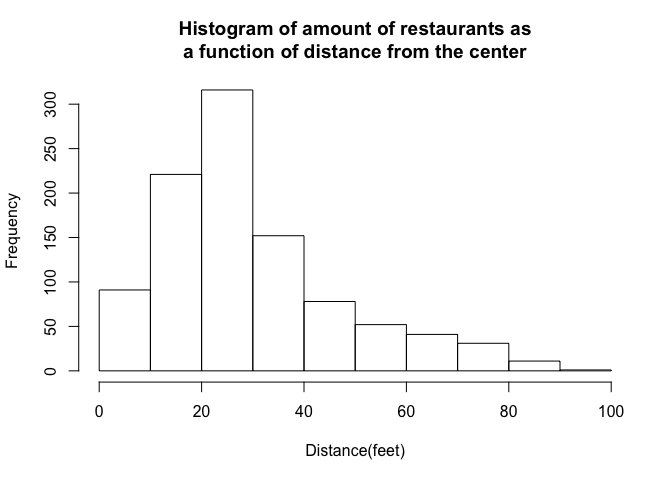 Histogram of amount of restaurants as
a function of distance from the center
Frequency
300
250
200
150
100
50
0
0 20 40 60 80 100
Distance(feet)